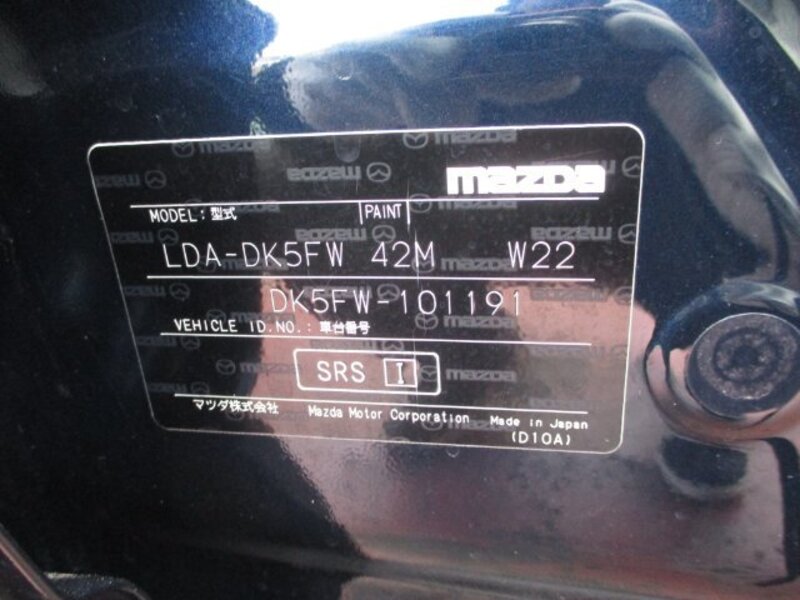 mazda
MODEL: 型式 PAINT
LDA-DK5FW 42M W22
DK5FW-101191
VEHICLE ID.NO.: 車台番号
SRS I
マツダ株式会社 Mazda Motor Corporation Made in Japan
(D10A)